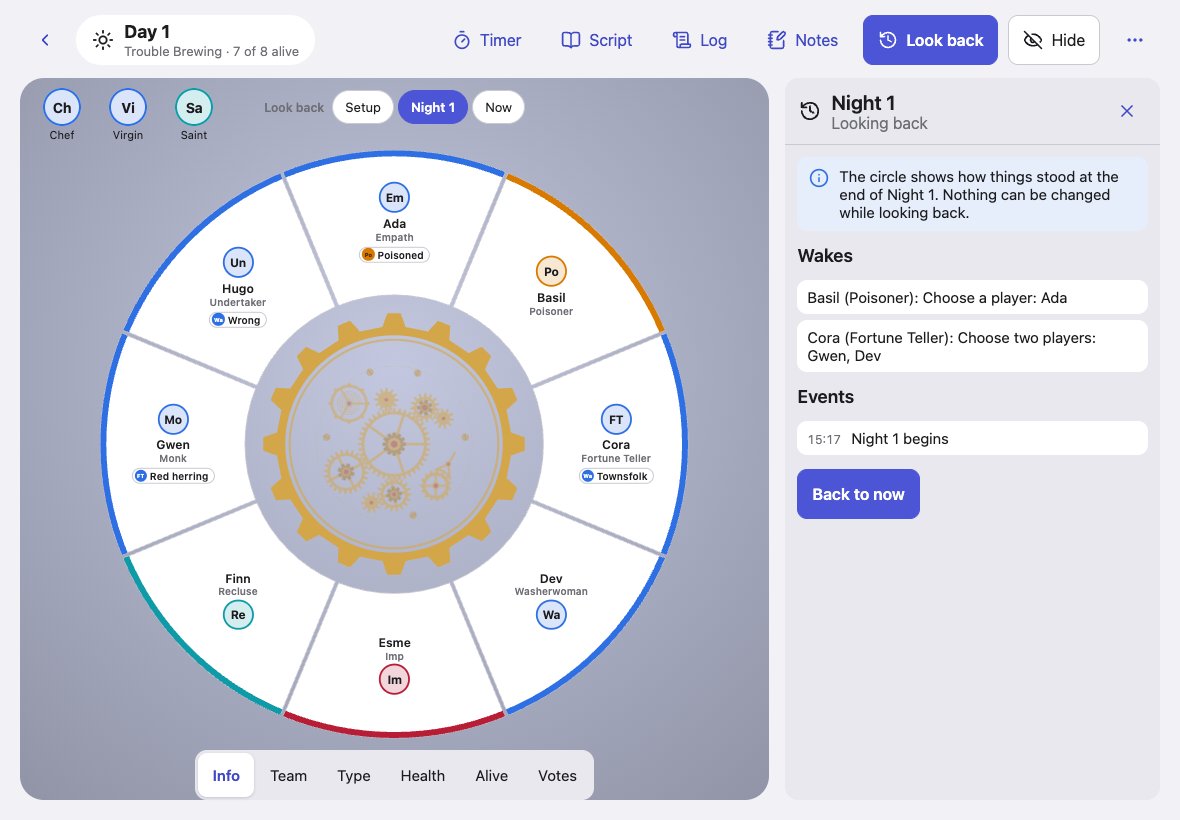 Day 1
Trouble Brewing · 7 of 8 alive
Timer
Script
Log
Notes
Look back
Hide
Ch
Chef
Vi
Virgin
Sa
Saint
Look back
Setup
Night 1
Now
Em
Ada
Empath
Po Poisoned
Po
Basil
Poisoner
Un
Hugo
Undertaker
Wa Wrong
Mo
Gwen
Monk
FT Red herring
FT
Cora
Fortune Teller
Wa Townsfolk
Finn
Recluse
Re
Dev
Washerwoman
Wa
Esme
Imp
Im
Info
Team
Type
Health
Alive
Votes
Night 1
Looking back
The circle shows how things stood at the
end of Night 1. Nothing can be changed
while looking back.
Wakes
Basil (Poisoner): Choose a player: Ada
Cora (Fortune Teller): Choose two players:
Gwen, Dev
Events
15:17 Night 1 begins
Back to now